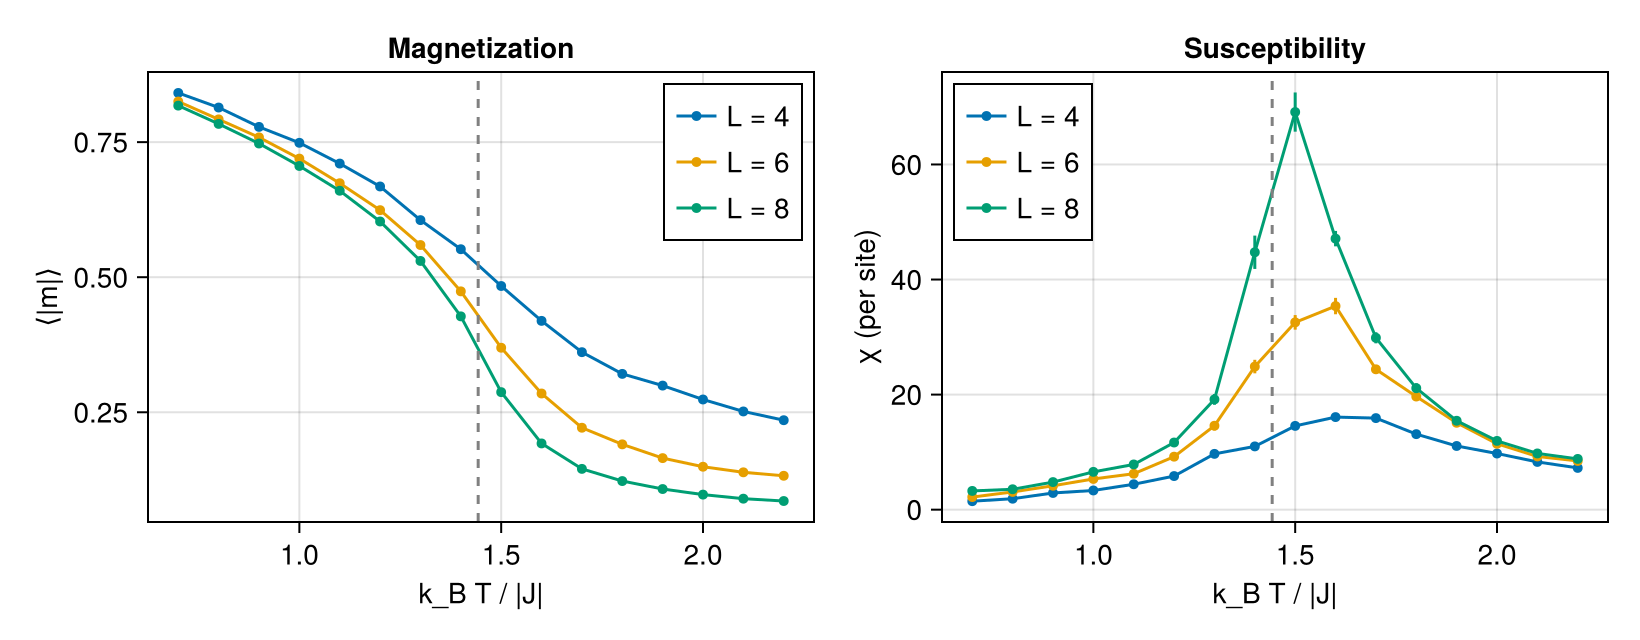 Magnetization
⟨|m|⟩
0.75
0.50
0.25
L = 4
L = 6
L = 8
1.0
1.5
2.0
k_B T / |J|
Susceptibility
χ (per site)
60
40
20
0
L = 4
L = 6
L = 8
1.0
1.5
2.0
k_B T / |J|